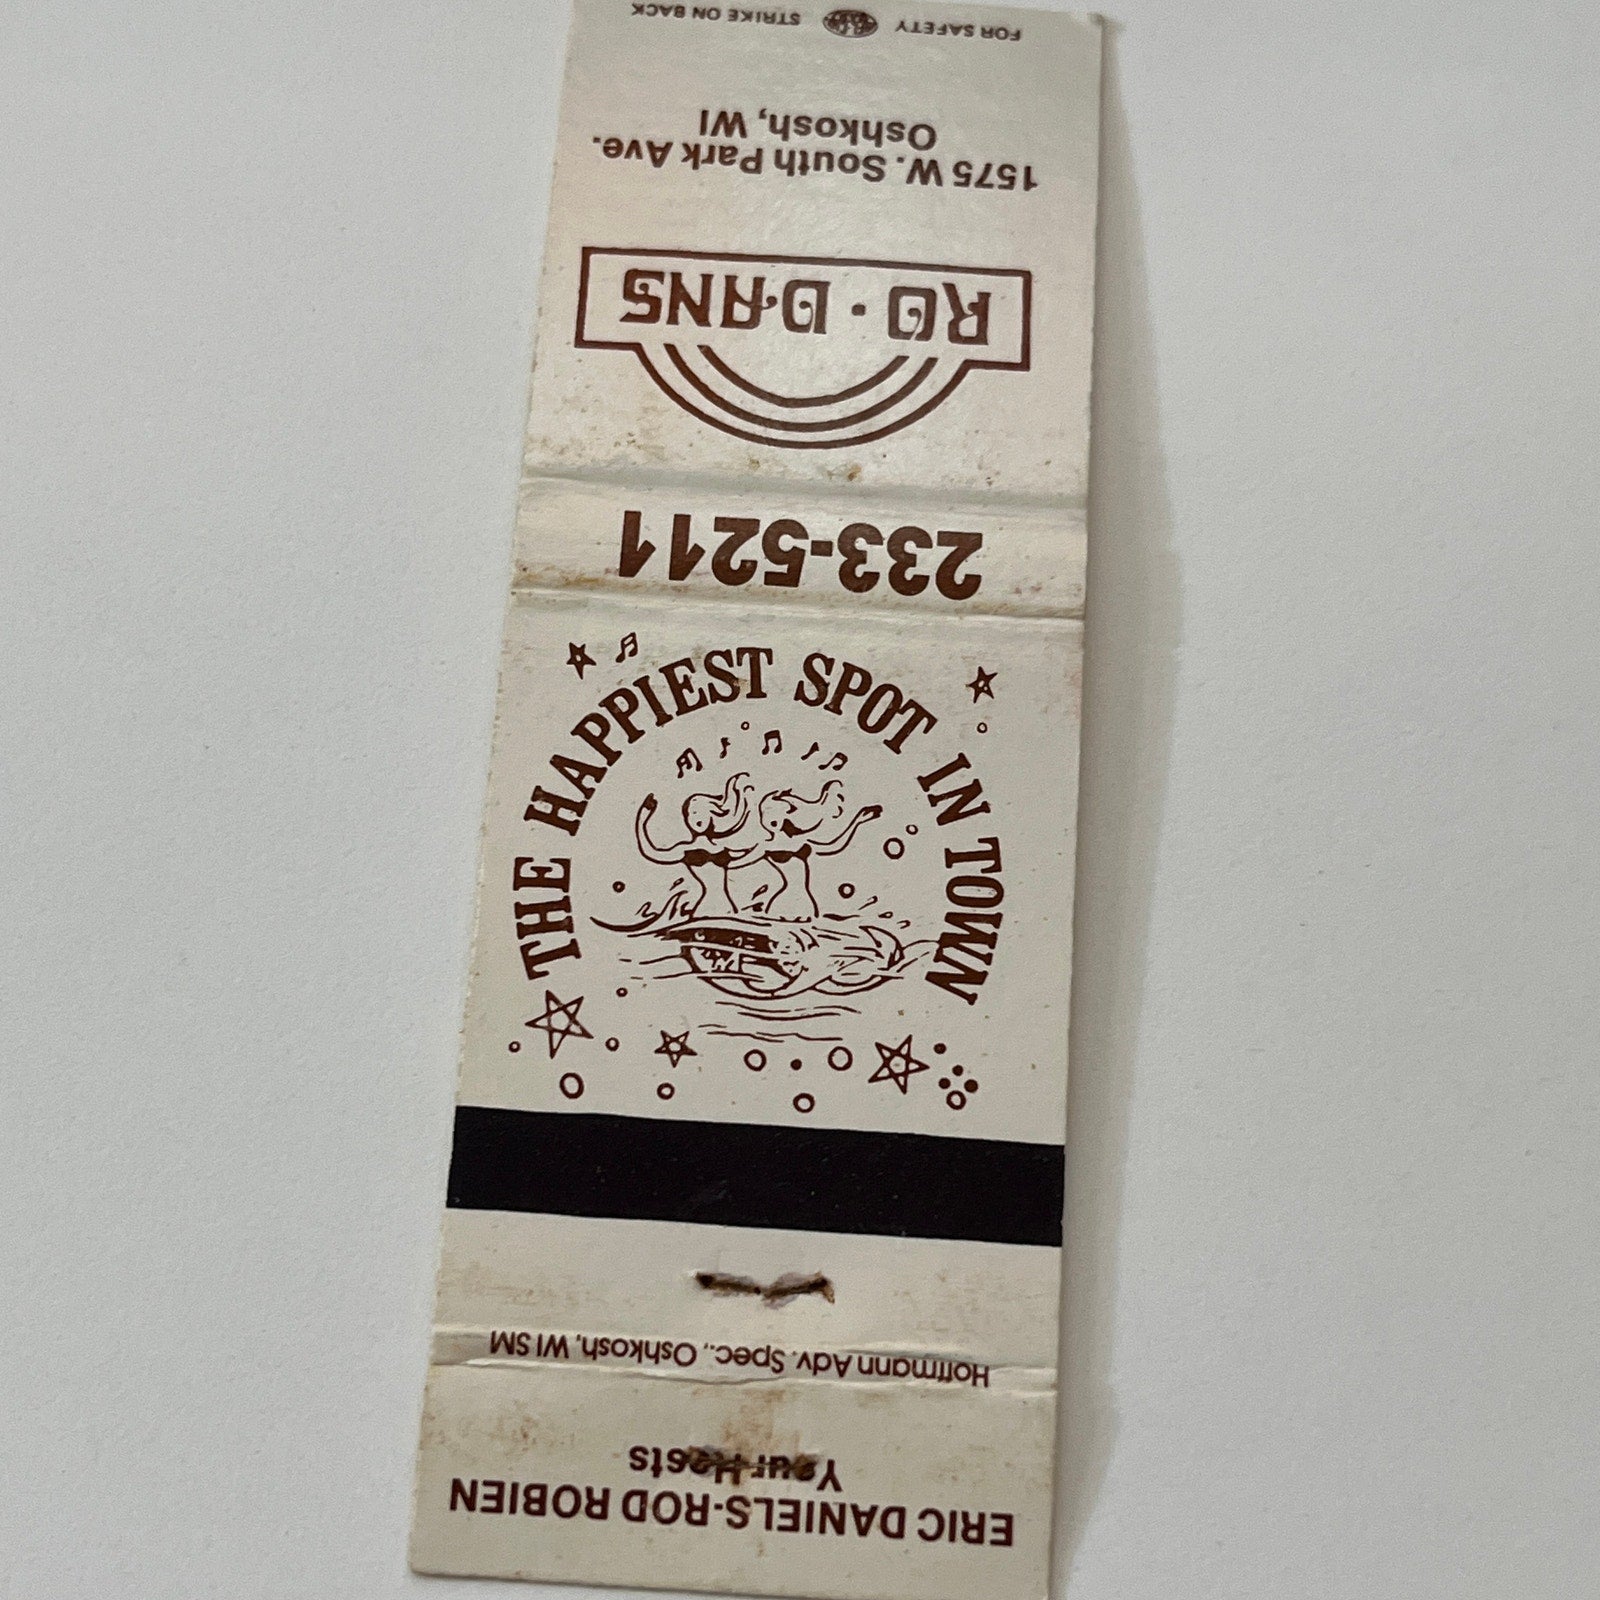 FOR SAFETY STRIKE ON BACK
1575 W. South Park Ave.
Oshkosh, WI
RO·DANS
233-5211
THE HAPPIEST SPOT IN TOWN
Hoffmann Adv. Spec., Oshkosh, WI SM
ERIC DANIELS-ROD ROBIEN
Your Hosts